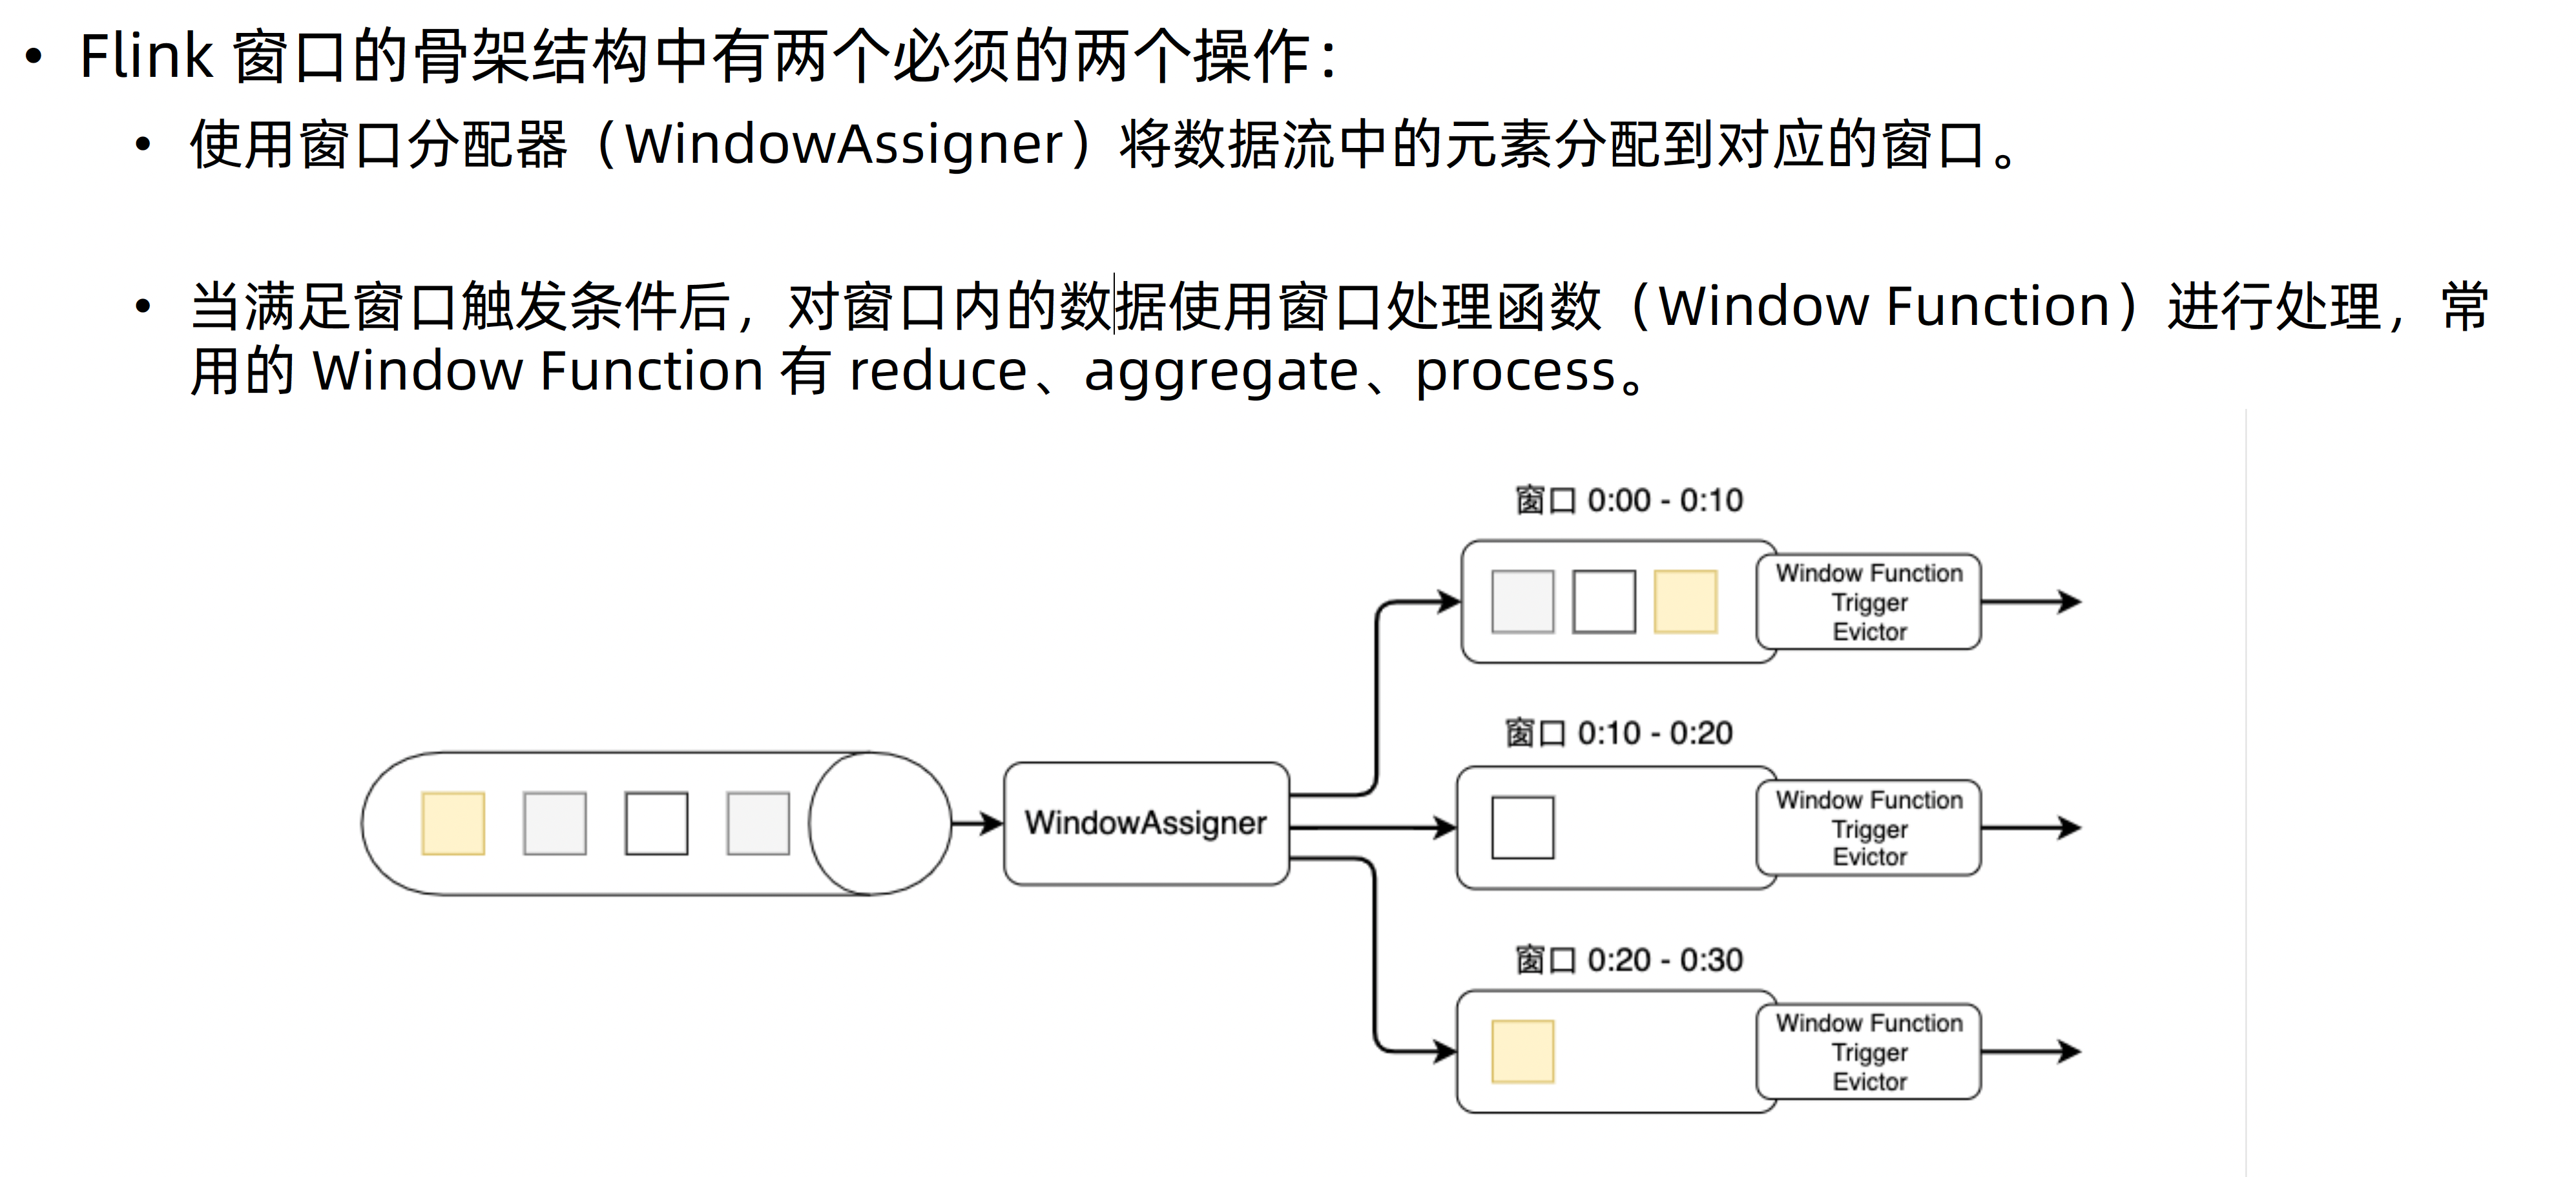 • Flink 窗口的骨架结构中有两个必须的两个操作：
• 使用窗口分配器（WindowAssigner）将数据流中的元素分配到对应的窗口。
• 当满足窗口触发条件后，对窗口内的数据使用窗口处理函数（Window Function）进行处理，常
用的 Window Function 有 reduce、aggregate、process。
窗口 0:00 - 0:10
Window Function
Trigger
Evictor
窗口 0:10 - 0:20
WindowAssigner
Window Function
Trigger
Evictor
窗口 0:20 - 0:30
Window Function
Trigger
Evictor